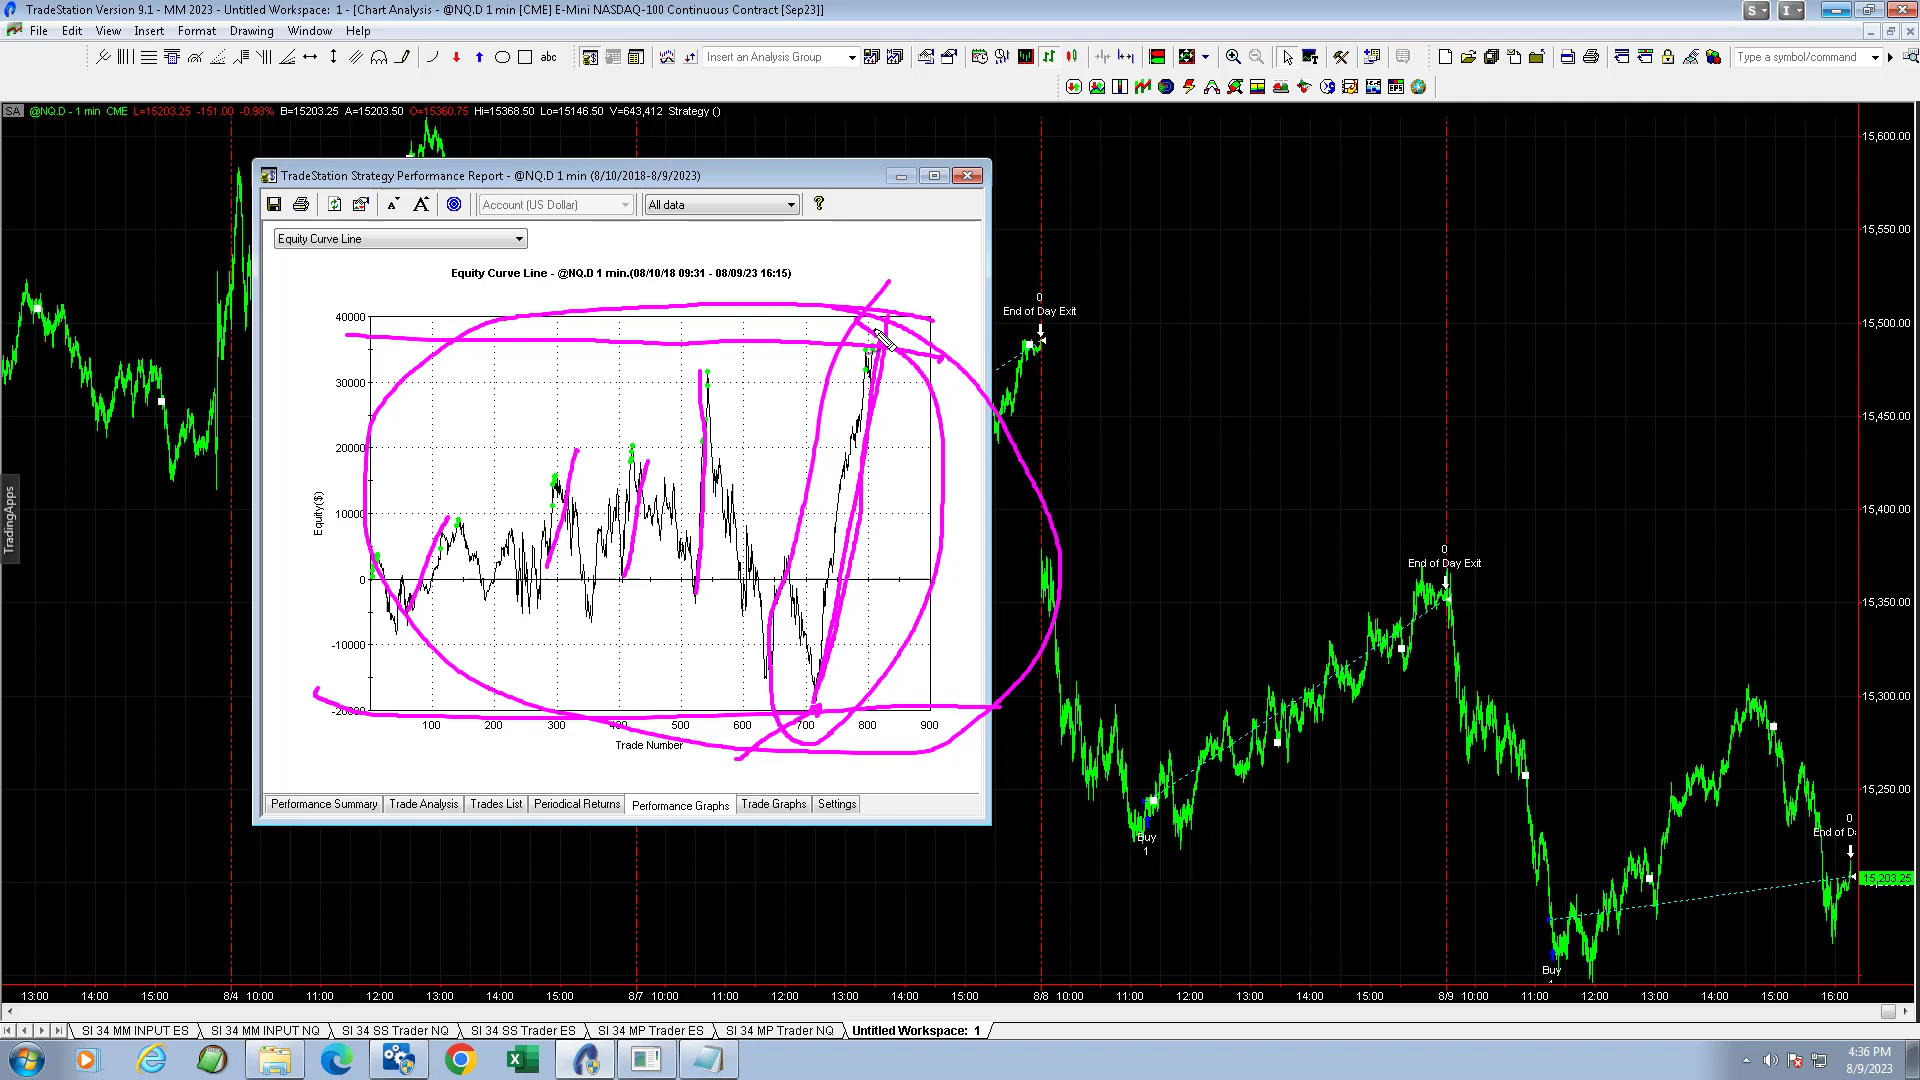 TradeStation Version 9.1 - MM 2023 - Untitled Workspace: 1 - [Chart Analysis - @NQ.D 1 min [CME] E-Mini NASDAQ-100 Continuous Contract [Sep23]]
File Edit View Insert Format Drawing Window Help
abc
Insert an Analysis Group
Type a symbol/command
SA @NQ.D - 1 min CME L=15203.25 -151.00 -0.98% B=15203.25 A=15203.50 O=15360.75 Hi=15368.50 Lo=15146.50 V=643,412 Strategy ()
TradeStation Strategy Performance Report - @NQ.D 1 min (8/10/2018-8/9/2023)
Account (US Dollar)
All data
Equity Curve Line
Equity Curve Line - @NQ.D 1 min.(08/10/18 09:31 - 08/09/23 16:15)
40000
30000
20000
10000
0
-10000
-20000
Equity($)
100 200 300 400 500 600 700 800 900
Trade Number
Performance Summary Trade Analysis Trades List Periodical Returns Performance Graphs Trade Graphs Settings
TradingApps
0
End of Day Exit
0
End of Day Exit
Buy
1
0
End of Da
Buy
15,600.00
15,550.00
15,500.00
15,450.00
15,400.00
15,350.00
15,300.00
15,250.00
15,203.25
13:00 14:00 15:00 8/4 10:00 11:00 12:00 13:00 14:00 15:00 8/7 10:00 11:00 12:00 13:00 14:00 15:00 8/8 10:00 11:00 12:00 13:00 14:00 15:00 8/9 10:00 11:00 12:00 13:00 14:00 15:00 16:00
SI 34 MM INPUT ES SI 34 MM INPUT NQ SI 34 SS Trader NQ SI 34 SS Trader ES SI 34 MP Trader ES SI 34 MP Trader NQ Untitled Workspace: 1
4:36 PM
8/9/2023